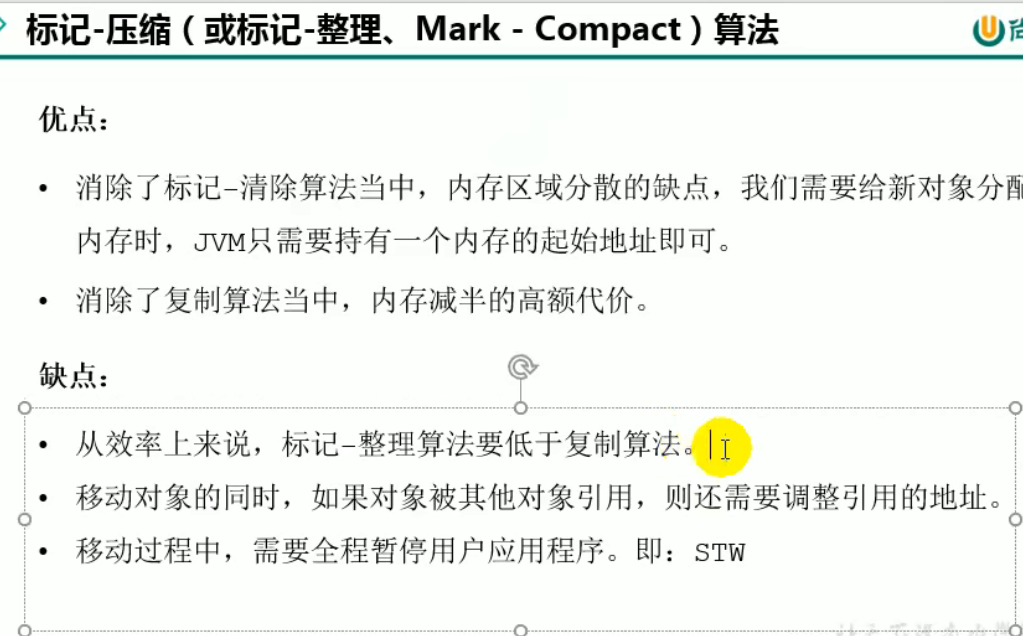 标记-压缩（或标记-整理、Mark - Compact）算法
优点：
• 消除了标记-清除算法当中，内存区域分散的缺点，我们需要给新对象分配
内存时，JVM只需要持有一个内存的起始地址即可。
• 消除了复制算法当中，内存减半的高额代价。
缺点：
• 从效率上来说，标记-整理算法要低于复制算法。
• 移动对象的同时，如果对象被其他对象引用，则还需要调整引用的地址。
• 移动过程中，需要全程暂停用户应用程序。即：STW